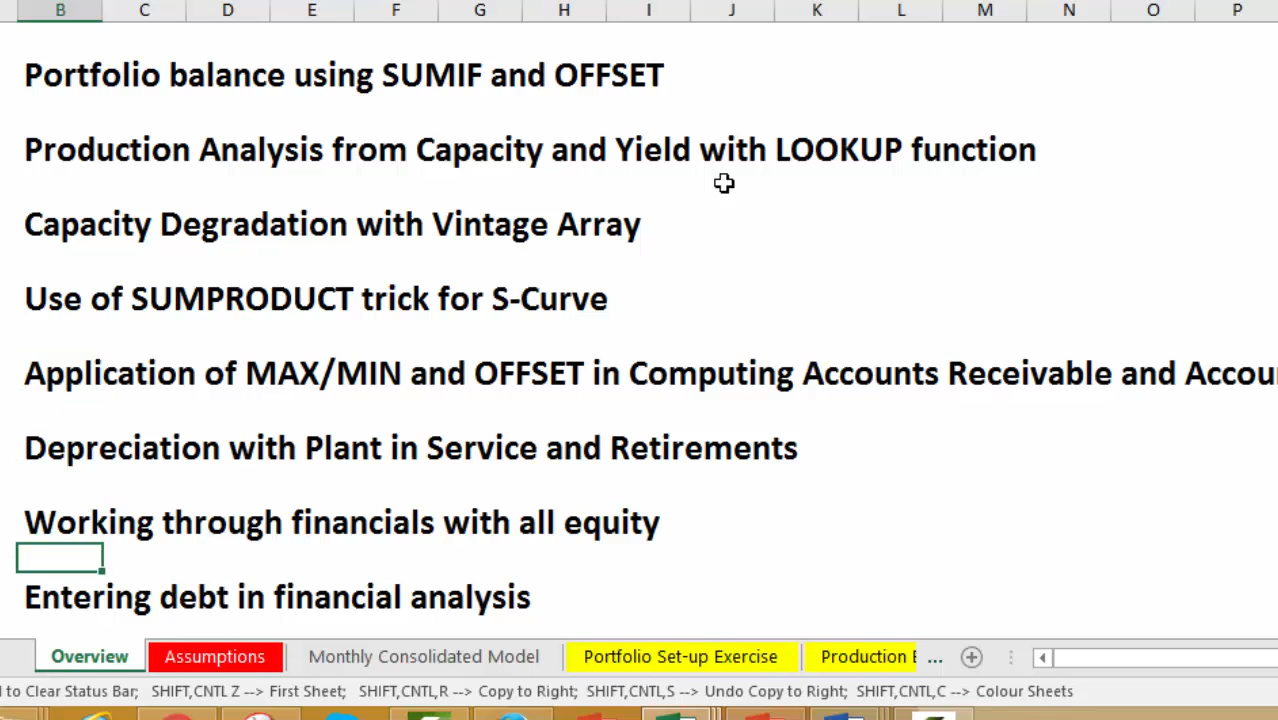 B C D E F G H I J K L M N O P
Portfolio balance using SUMIF and OFFSET
Production Analysis from Capacity and Yield with LOOKUP function
Capacity Degradation with Vintage Array
Use of SUMPRODUCT trick for S-Curve
Application of MAX/MIN and OFFSET in Computing Accounts Receivable and Accou
Depreciation with Plant in Service and Retirements
Working through financials with all equity
Entering debt in financial analysis
Overview Assumptions Monthly Consolidated Model Portfolio Set-up Exercise Production E ...
l to Clear Status Bar; SHIFT,CNTL Z --> First Sheet; SHIFT,CNTL,R --> Copy to Right; SHIFT,CNTL,S --> Undo Copy to Right; SHIFT,CNTL,C --> Colour Sheets